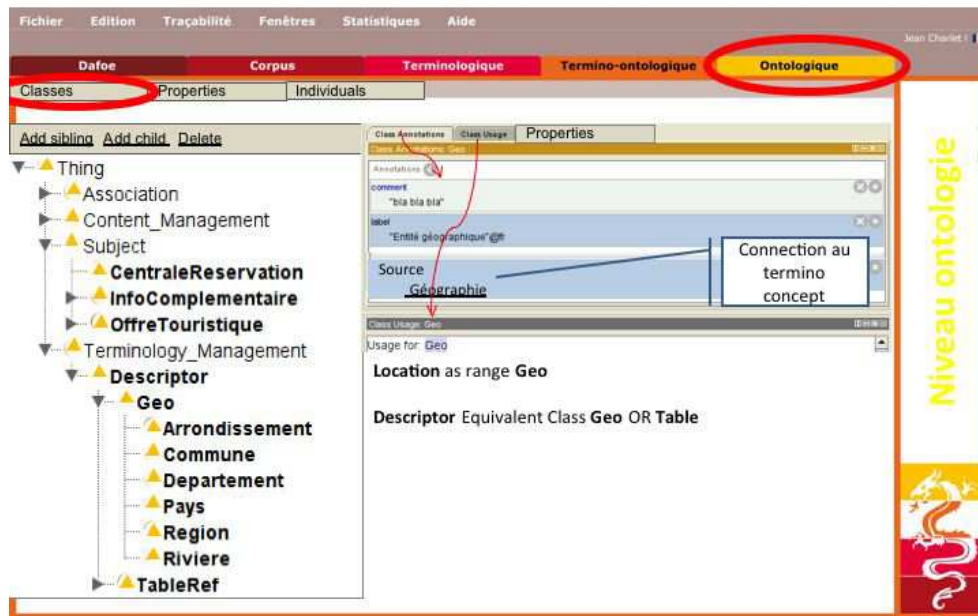 Fichier Edition Traçabilité Fenêtres Statistiques Aide
Jean Charlet
Dafoe Corpus Terminologique Termino-ontologique Ontologique
Classes Properties Individuals
Add sibling Add child Delete
Thing
Association
Content_Management
Subject
CentraleReservation
InfoComplementaire
OffreTouristique
Terminology_Management
Descriptor
Geo
Arrondissement
Commune
Departement
Pays
Region
Riviere
TableRef
Class Annotations Class Usage Properties
Class Annotations: Geo
Annotations
comment
"bla bla bla"
label
"Entité géographique"@fr
Source
Géographie
Connection au
termino
concept
Class Usage: Geo
Usage for: Geo
Location as range Geo
Descriptor Equivalent Class Geo OR Table
Niveau ontologie